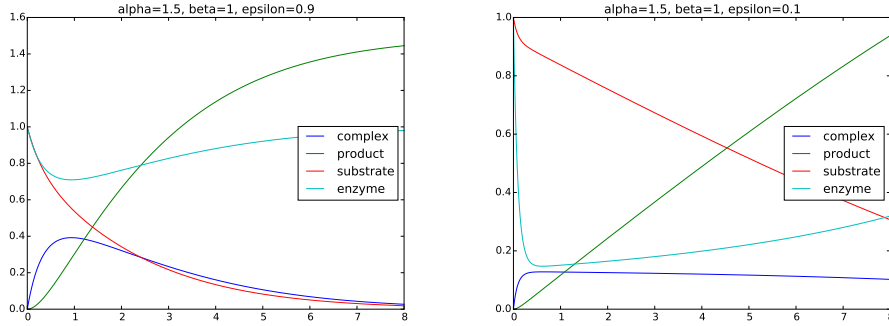 alpha=1.5, beta=1, epsilon=0.9
1.6
1.4
1.2
1.0
0.8
0.6
0.4
0.2
0.0
complex
product
substrate
enzyme
0 1 2 3 4 5 6 7 8
alpha=1.5, beta=1, epsilon=0.1
1.0
0.8
0.6
0.4
0.2
0.0
complex
product
substrate
enzyme
0 1 2 3 4 5 6 7 8